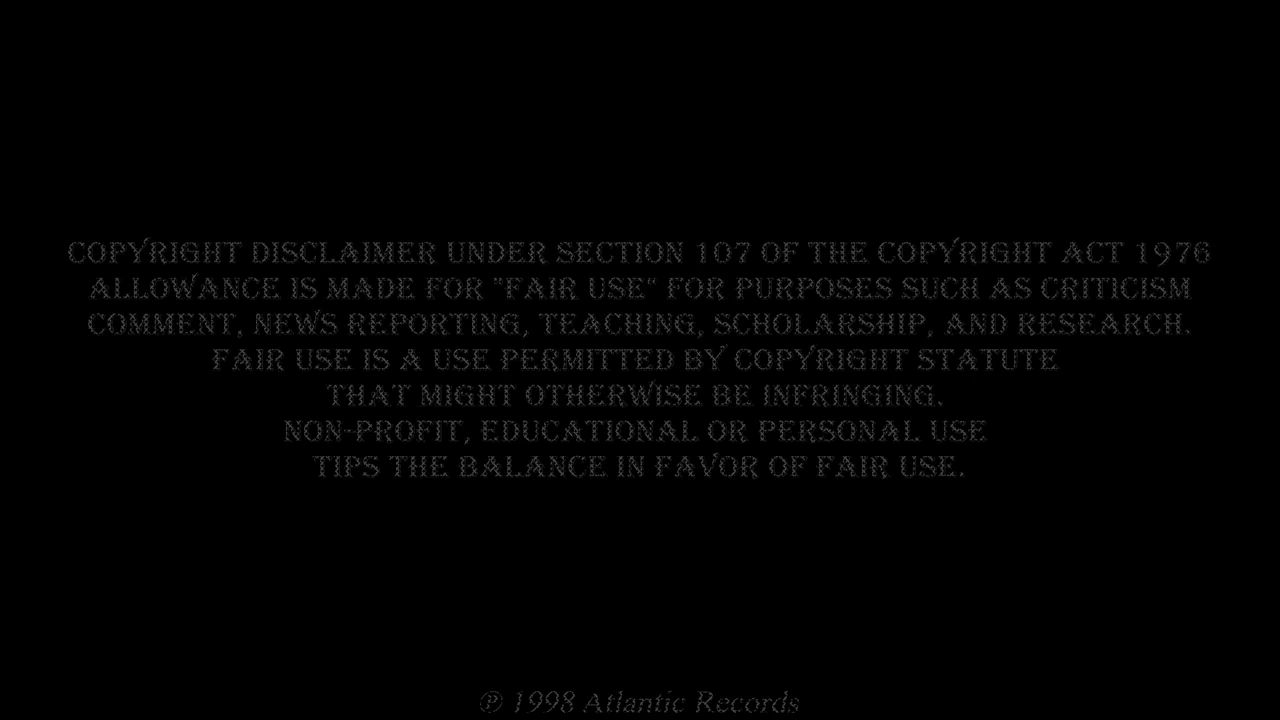 COPYRIGHT DISCLAIMER UNDER SECTION 107 OF THE COPYRIGHT ACT 1976
ALLOWANCE IS MADE FOR "FAIR USE" FOR PURPOSES SUCH AS CRITICISM
COMMENT, NEWS REPORTING, TEACHING, SCHOLARSHIP, AND RESEARCH.
FAIR USE IS A USE PERMITTED BY COPYRIGHT STATUTE
THAT MIGHT OTHERWISE BE INFRINGING.
NON-PROFIT, EDUCATIONAL OR PERSONAL USE
TIPS THE BALANCE IN FAVOR OF FAIR USE.
℗ 1998 Atlantic Records